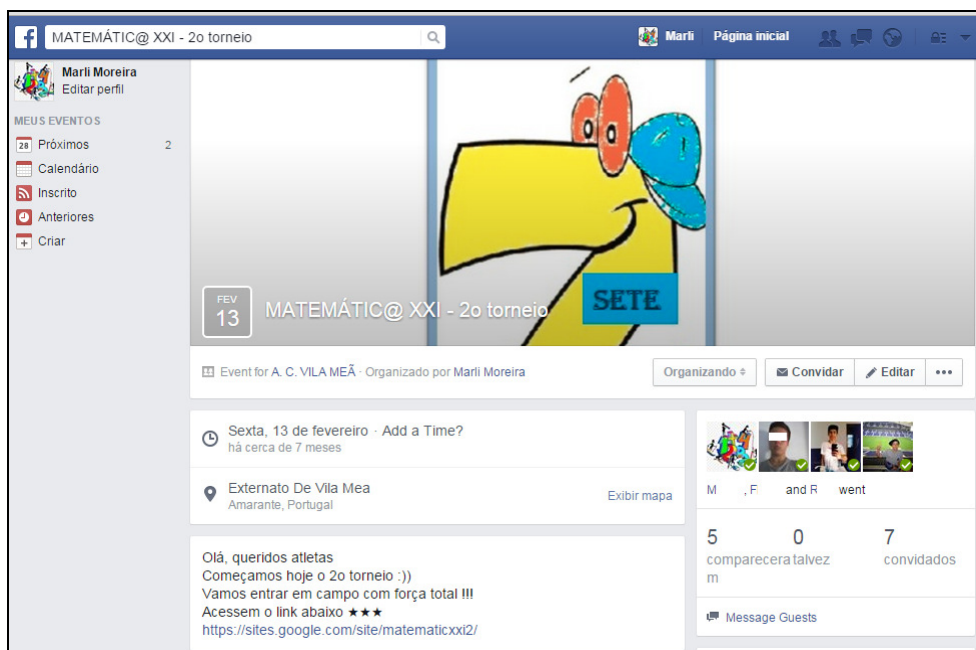 MATEMÁTIC@ XXI - 2o torneio
Marli
Página inicial
Marli Moreira
Editar perfil
MEUS EVENTOS
28 Próximos 2
Calendário
Inscrito
Anteriores
Criar
SETE
FEV
13
MATEMÁTIC@ XXI - 2o torneio
Event for A. C. VILA MEÃ · Organizado por Marli Moreira
Organizando
Convidar
Editar
Sexta, 13 de fevereiro · Add a Time?
há cerca de 7 meses
Externato De Vila Mea
Amarante, Portugal
Exibir mapa
Olá, queridos atletas
Começamos hoje o 2o torneio :))
Vamos entrar em campo com força total !!!
Acessem o link abaixo ★★★
https://sites.google.com/site/matematicxxi2/
M , F and R went
5 0 7
comparecera talvez convidados
m
Message Guests